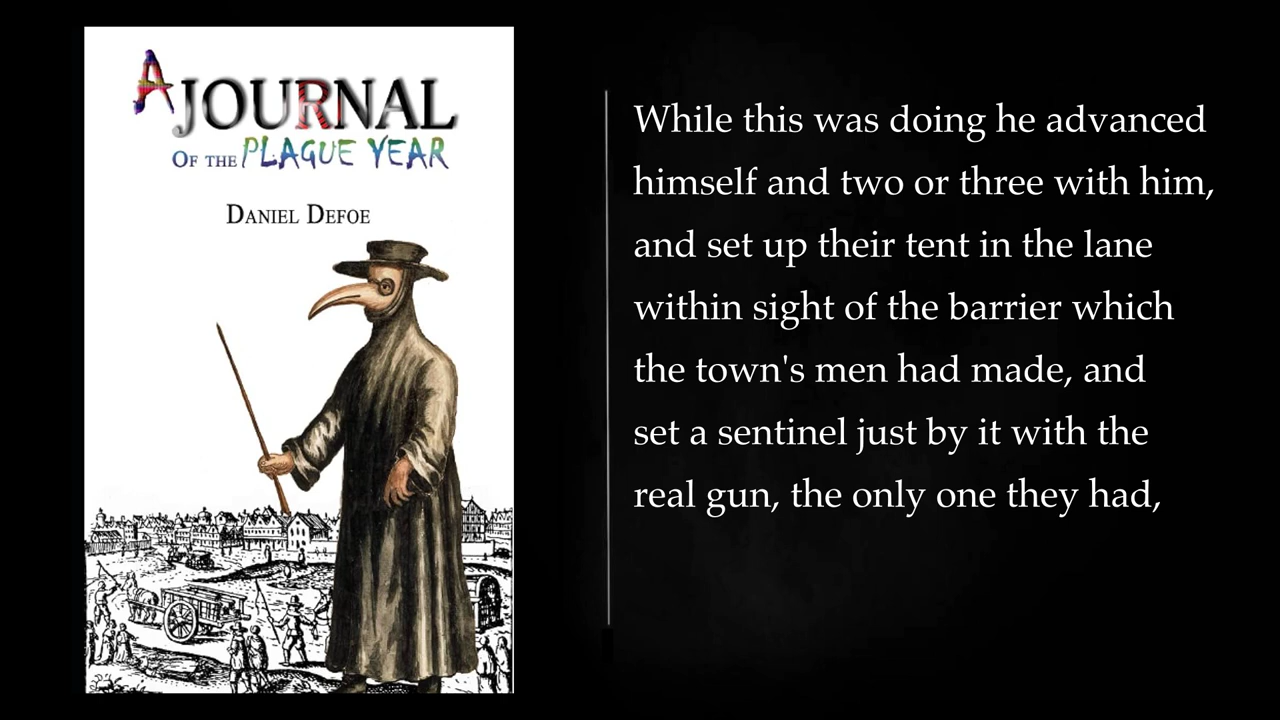 A JOURNAL
OF THE PLAGUE YEAR
DANIEL DEFOE
While this was doing he advanced
himself and two or three with him,
and set up their tent in the lane
within sight of the barrier which
the town's men had made, and
set a sentinel just by it with the
real gun, the only one they had,